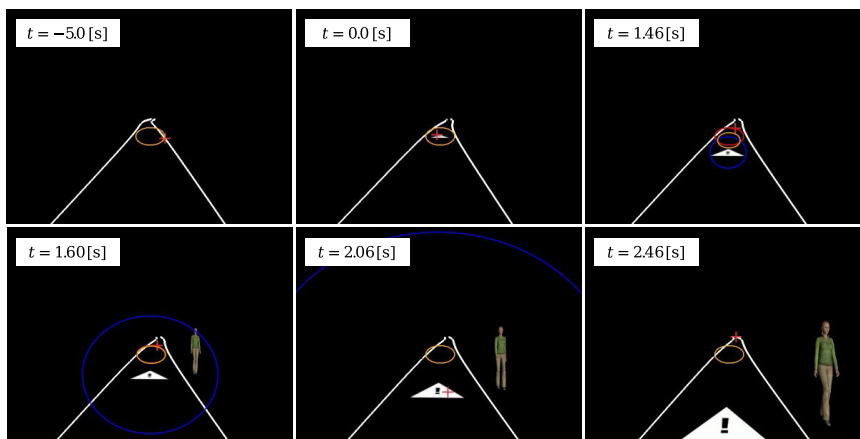 t = −5.0 [s]
t = 0.0 [s]
t = 1.46 [s]
t = 1.60 [s]
t = 2.06 [s]
t = 2.46 [s]
!
!
!
!